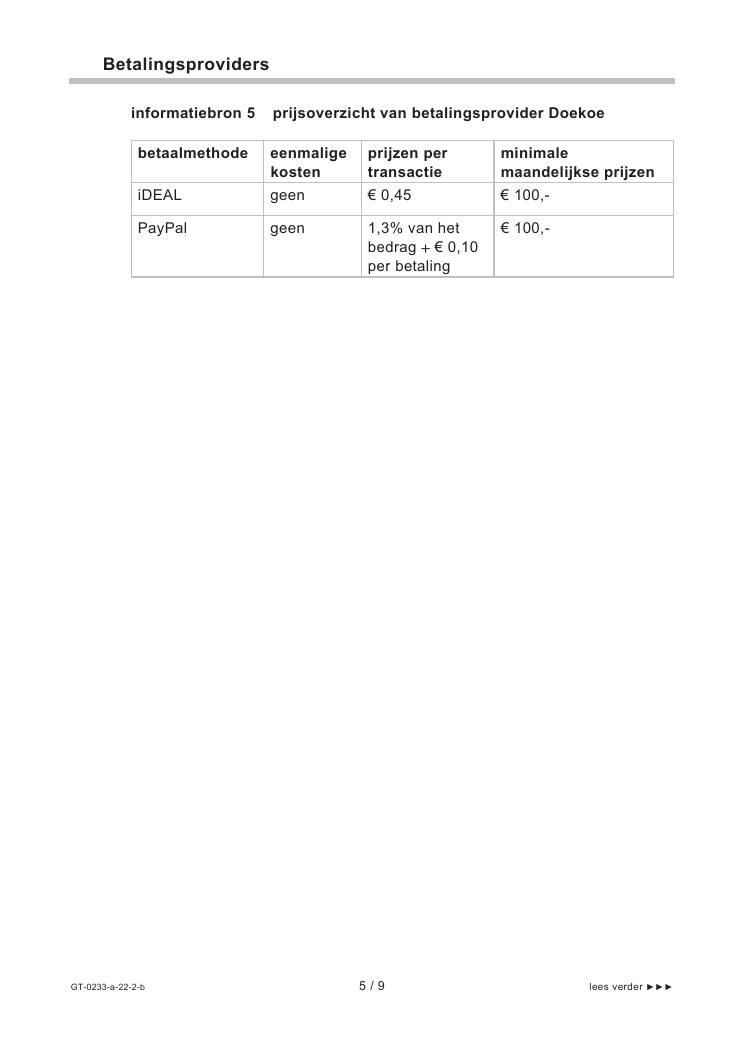 Betalingsproviders
informatiebron 5 prijsoverzicht van betalingsprovider Doekoe
betaalmethode eenmalige kosten prijzen per transactie minimale maandelijkse prijzen
iDEAL geen € 0,45 € 100,-
PayPal geen 1,3% van het bedrag + € 0,10 per betaling € 100,-
GT-0233-a-22-2-b 5 / 9 lees verder ►►►